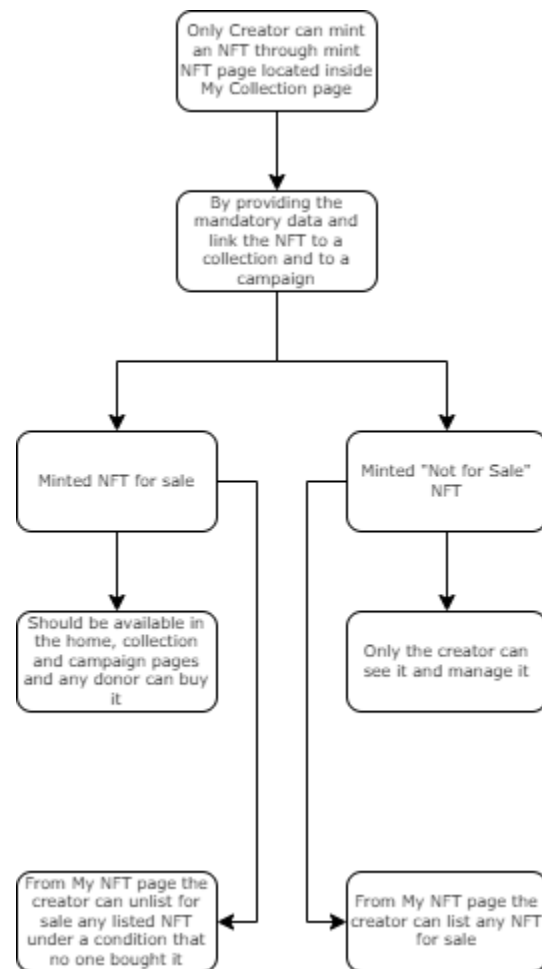 Only Creator can mint
an NFT through mint
NFT page located inside
My Collection page
By providing the
mandatory data and
link the NFT to a
collection and to a
campaign
Minted NFT for sale
Minted "Not for Sale"
NFT
Should be available in
the home, collection
and campaign pages
and any donor can buy
it
Only the creator can
see it and manage it
From My NFT page the
creator can unlist for
sale any listed NFT
under a condition that
no one bought it
From My NFT page the
creator can list any NFT
for sale